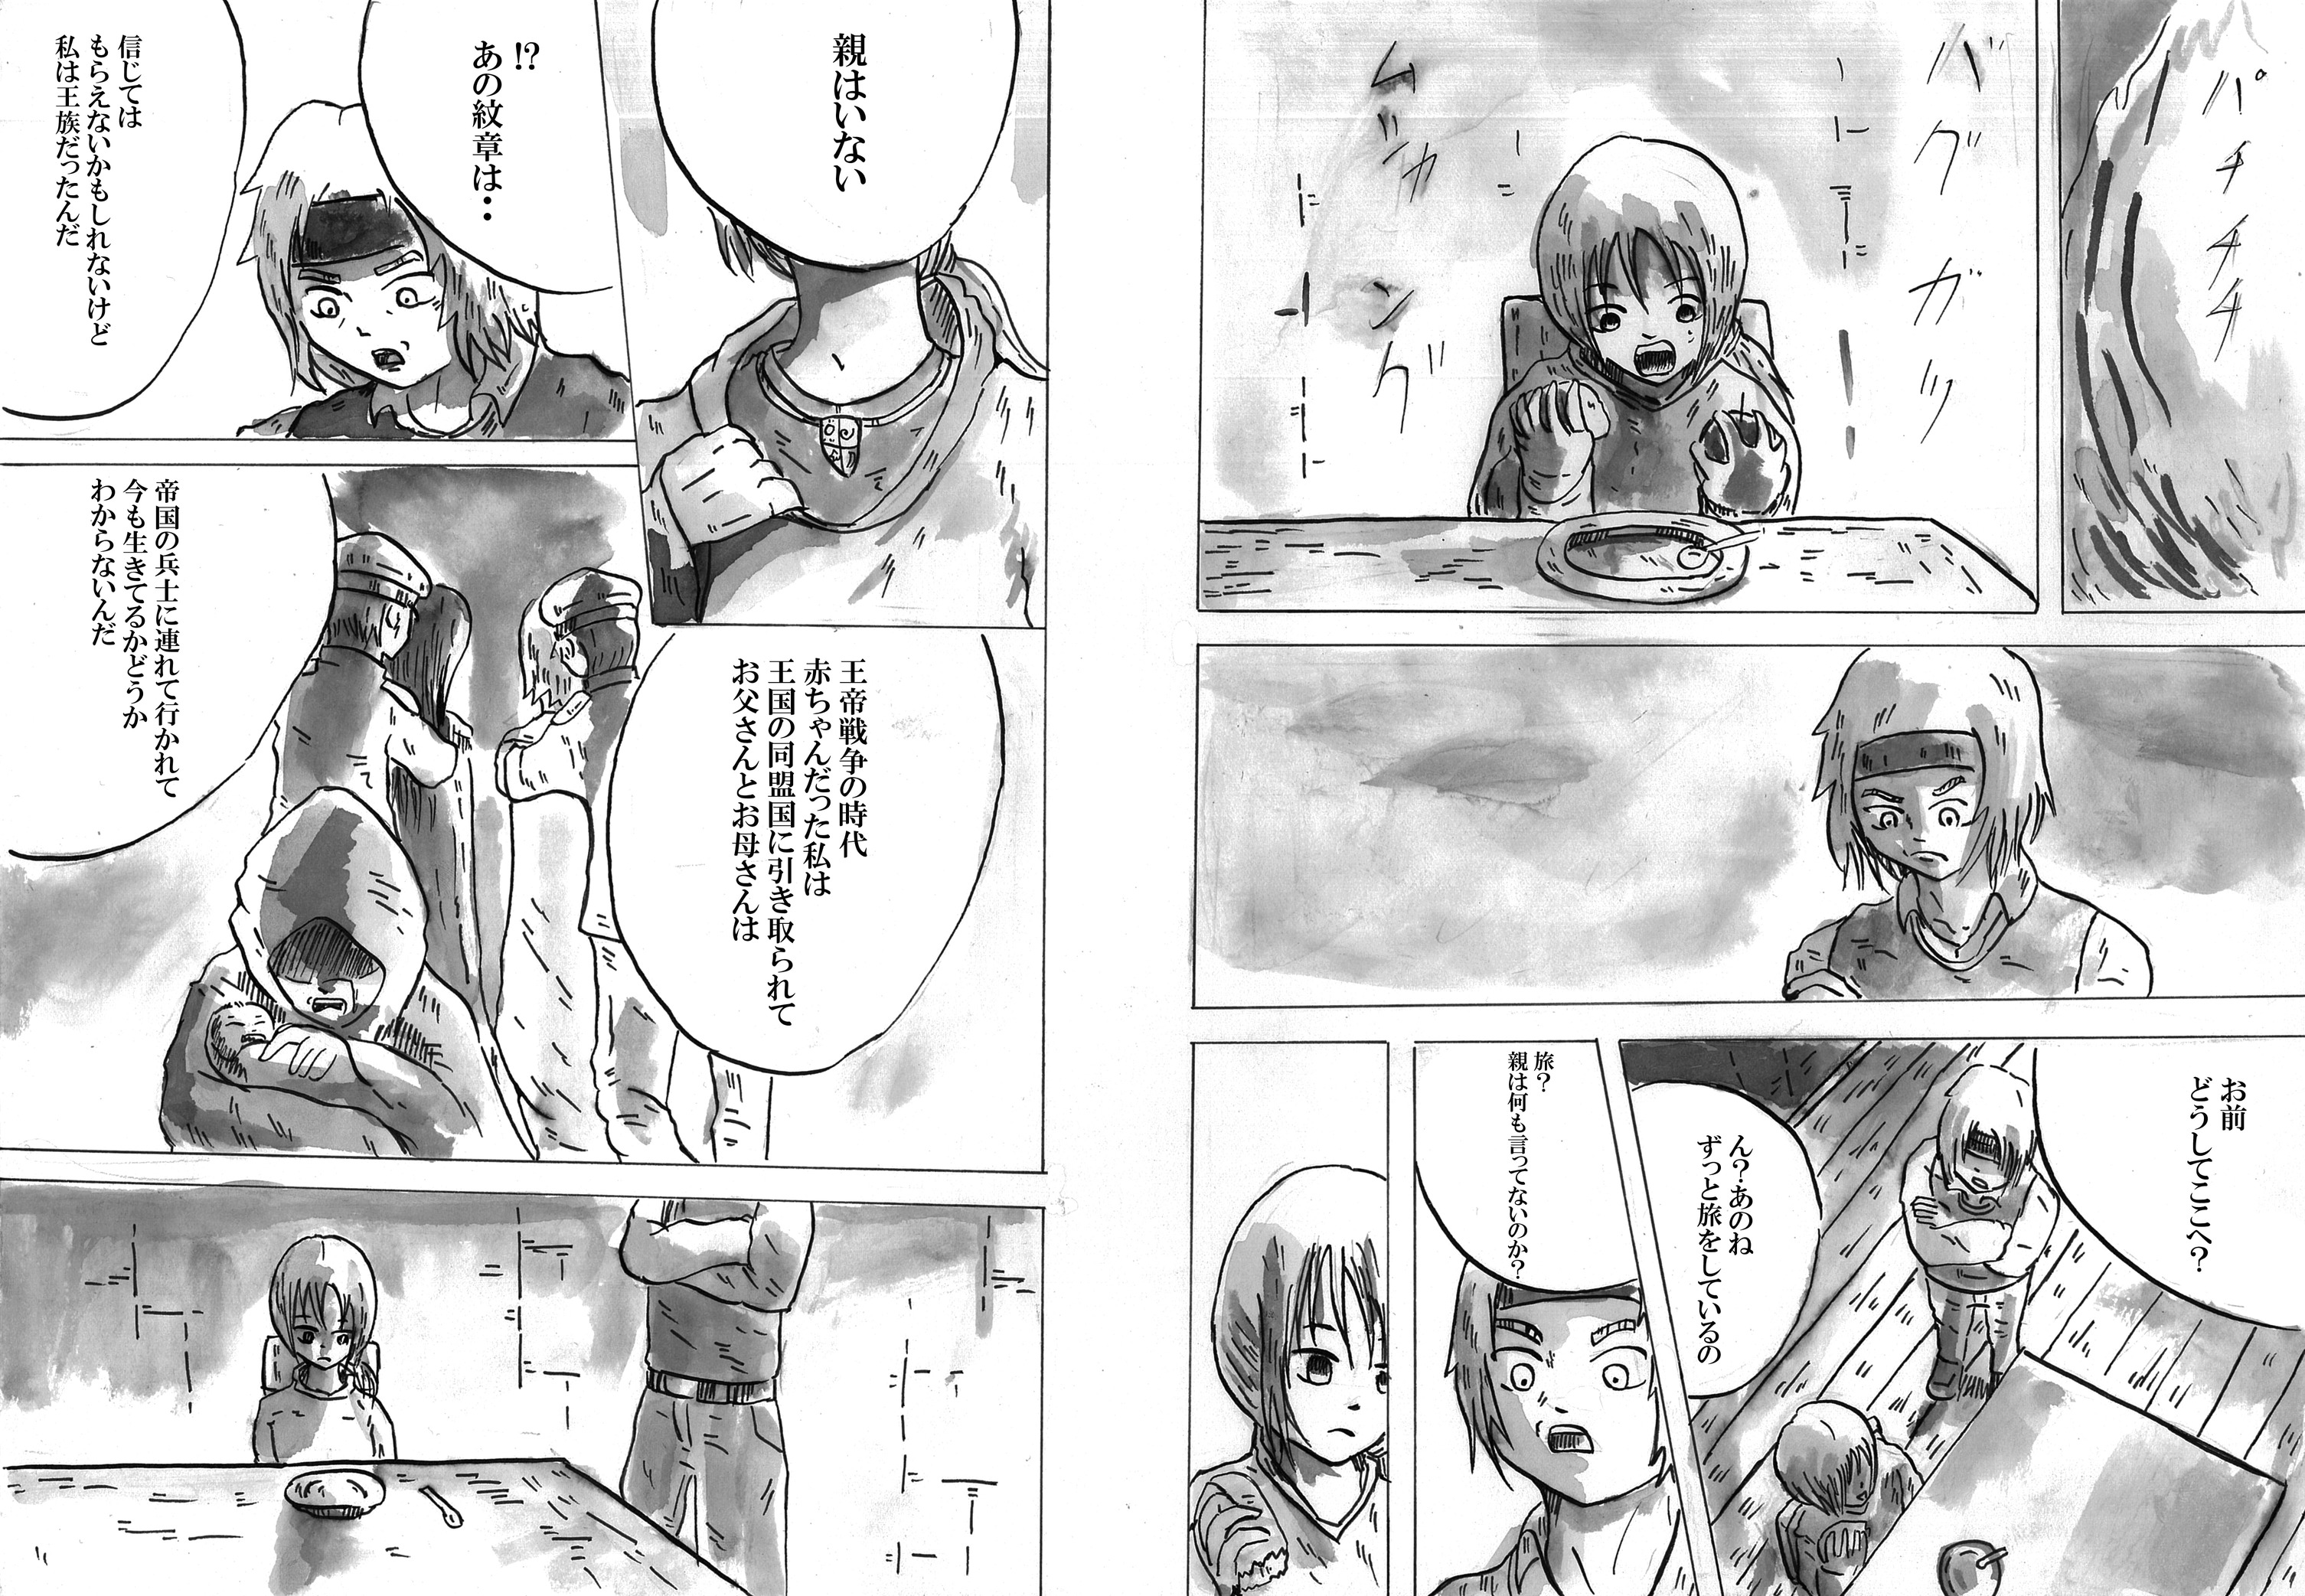 パチチチ
バグガツ
ムシャ
ング
お前
どうしてここへ？
ん？あのね
ずっと旅をしているの
旅？
親は何も言ってないのか？
親はいない
!?
あの紋章は‥
信じては
もらえないかもしれないけど
私は王族だったんだ
王帝戦争の時代
赤ちゃんだった私は
王国の同盟国に引き取られて
お父さんとお母さんは
帝国の兵士に連れて行かれて
今も生きてるかどうか
わからないんだ